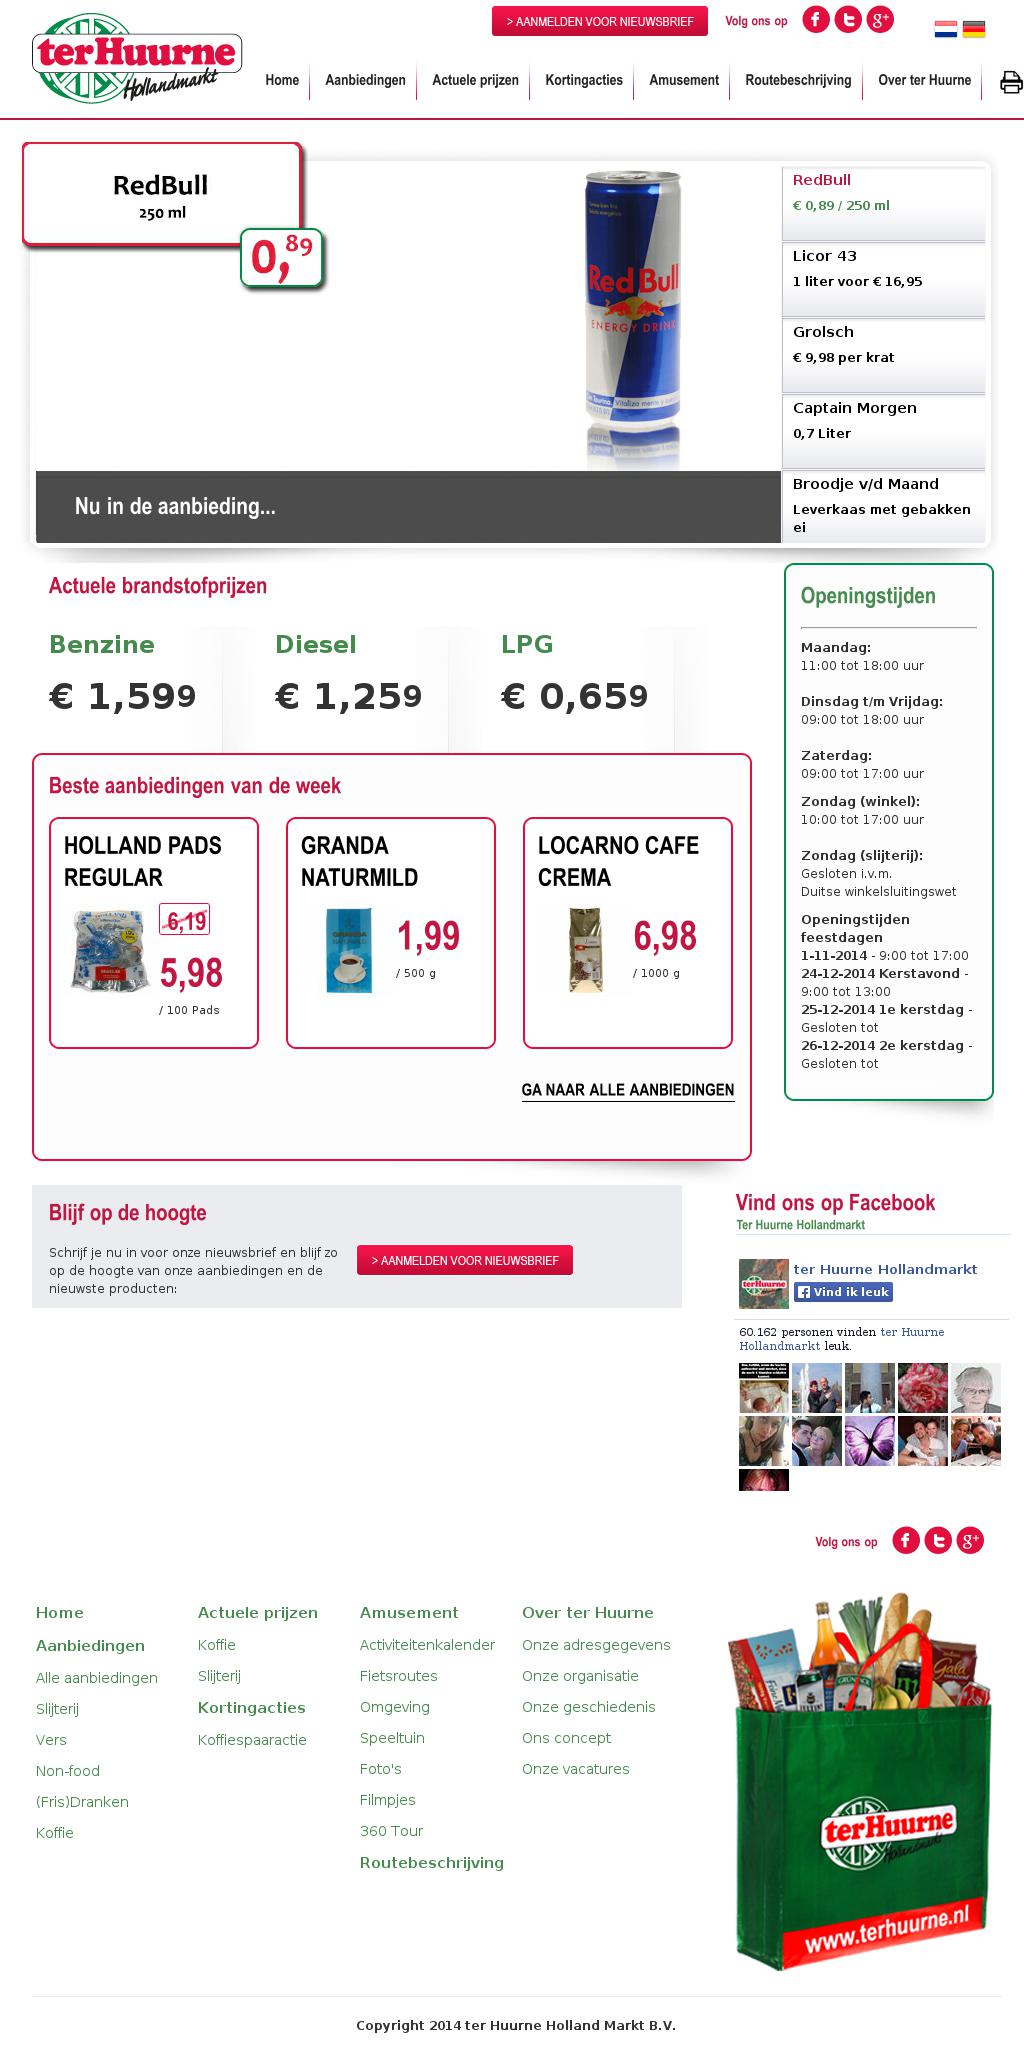 > AANMELDEN VOOR NIEUWSBRIEF
Volg ons op
ter Huurne
Hollandmarkt
Home
Aanbiedingen
Actuele prijzen
Kortingacties
Amusement
Routebeschrijving
Over ter Huurne
RedBull
250 ml
0,89
Red Bull
ENERGY DRINK
RedBull
€ 0,89 / 250 ml
Licor 43
1 liter voor € 16,95
Grolsch
€ 9,98 per krat
Captain Morgen
0,7 Liter
Broodje v/d Maand
Leverkaas met gebakken
ei
Nu in de aanbieding...
Actuele brandstofprijzen
Benzine
€ 1,599
Diesel
€ 1,259
LPG
€ 0,659
Openingstijden
Maandag:
11:00 tot 18:00 uur
Dinsdag t/m Vrijdag:
09:00 tot 18:00 uur
Zaterdag:
09:00 tot 17:00 uur
Zondag (winkel):
10:00 tot 17:00 uur
Zondag (slijterij):
Gesloten i.v.m.
Duitse winkelsluitingswet
Openingstijden
feestdagen
1-11-2014 - 9:00 tot 17:00
24-12-2014 Kerstavond -
9:00 tot 13:00
25-12-2014 1e kerstdag -
Gesloten tot
26-12-2014 2e kerstdag -
Gesloten tot
Beste aanbiedingen van de week
HOLLAND PADS
REGULAR
6,19
5,98
/ 100 Pads
GRANDA
NATURMILD
1,99
/ 500 g
LOCARNO CAFE
CREMA
6,98
/ 1000 g
GA NAAR ALLE AANBIEDINGEN
Blijf op de hoogte
Schrijf je nu in voor onze nieuwsbrief en blijf zo
op de hoogte van onze aanbiedingen en de
nieuwste producten:
> AANMELDEN VOOR NIEUWSBRIEF
Vind ons op Facebook
Ter Huurne Hollandmarkt
ter Huurne
ter Huurne Hollandmarkt
Vind ik leuk
60.162 personen vinden ter Huurne
Hollandmarkt leuk.
Volg ons op
Home
Aanbiedingen
Alle aanbiedingen
Slijterij
Vers
Non-food
(Fris)Dranken
Koffie
Actuele prijzen
Koffie
Slijterij
Kortingacties
Koffiespaaractie
Amusement
Activiteitenkalender
Fietsroutes
Omgeving
Speeltuin
Foto's
Filmpjes
360 Tour
Routebeschrijving
Over ter Huurne
Onze adresgegevens
Onze organisatie
Onze geschiedenis
Ons concept
Onze vacatures
Gala
ter Huurne
Hollandmarkt
www.terhuurne.nl
Copyright 2014 ter Huurne Holland Markt B.V.